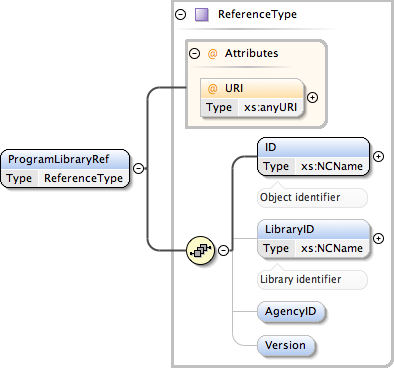 ReferenceType
@ Attributes
@ URI
Type xs:anyURI
ProgramLibraryRef
Type ReferenceType
ID
Type xs:NCName
Object identifier
LibraryID
Type xs:NCName
Library identifier
AgencyID
Version